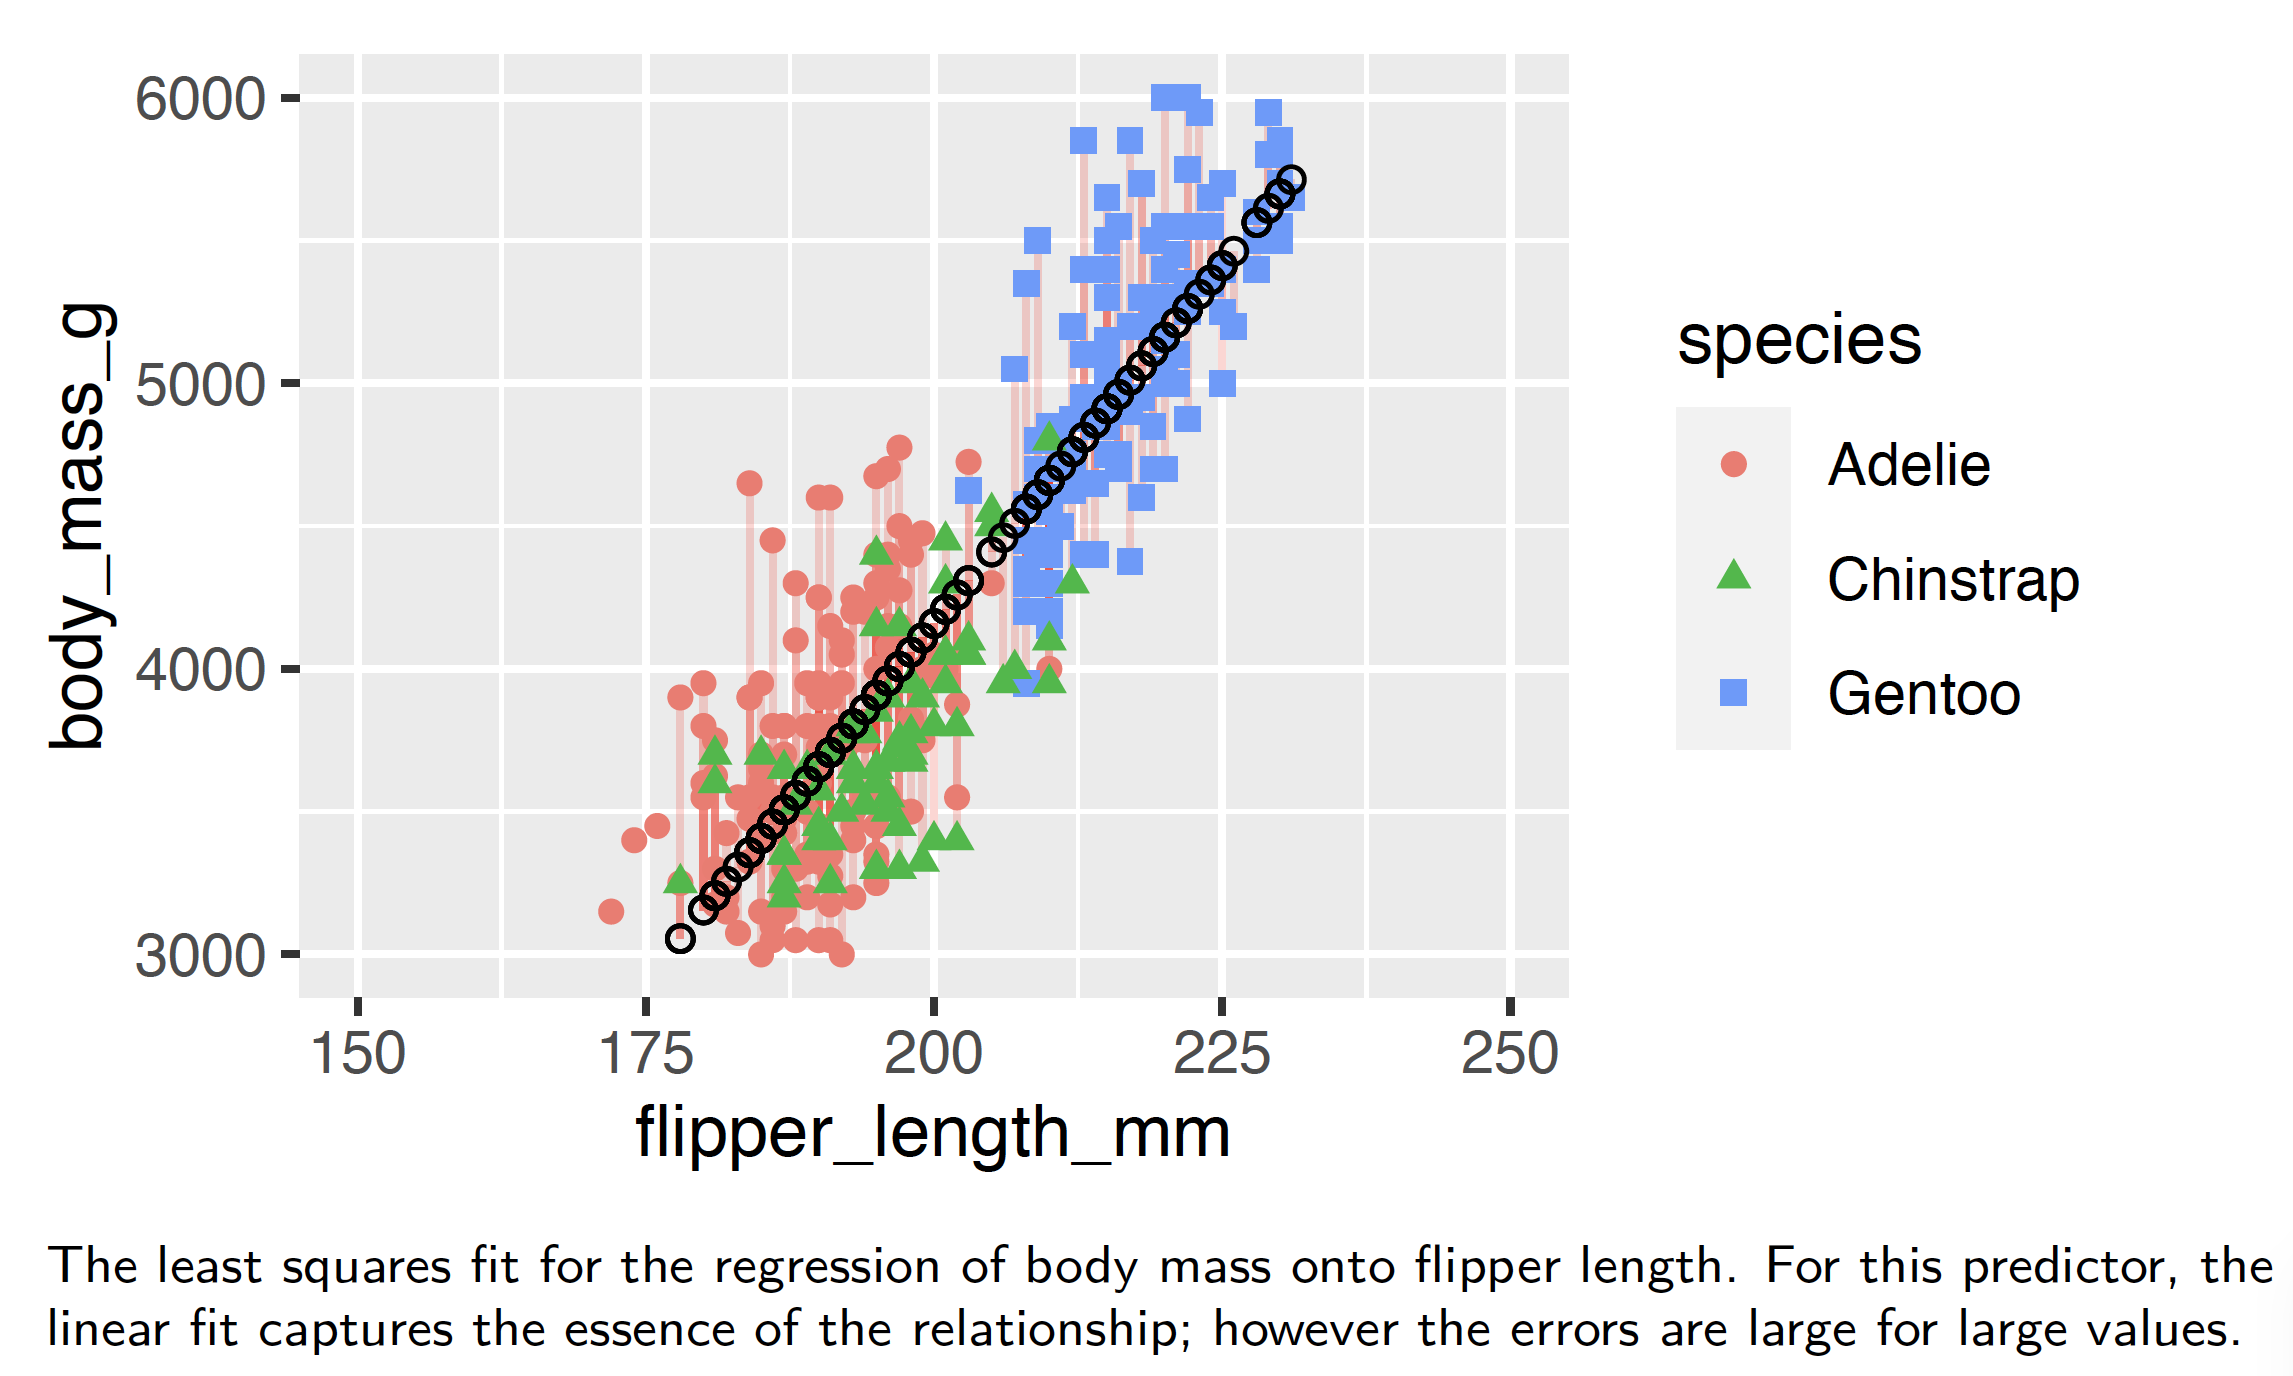 6000
5000
4000
3000
body_mass_g
150 175 200 225 250
flipper_length_mm
species
Adelie
Chinstrap
Gentoo
The least squares fit for the regression of body mass onto flipper length. For this predictor, the
linear fit captures the essence of the relationship; however the errors are large for large values.